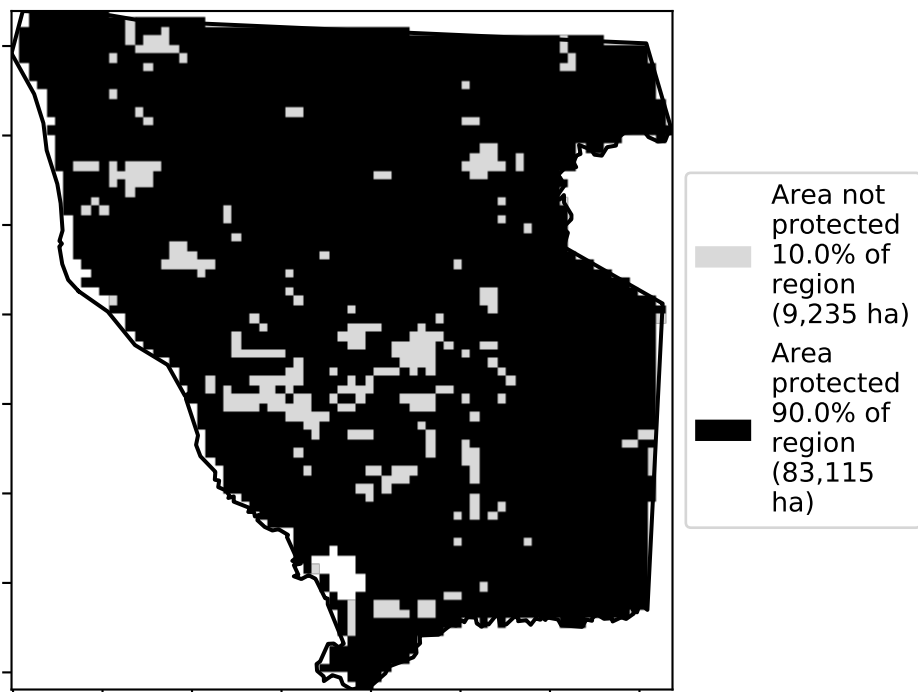 Area not
protected
10.0% of
region
(9,235 ha)
Area
protected
90.0% of
region
(83,115
ha)